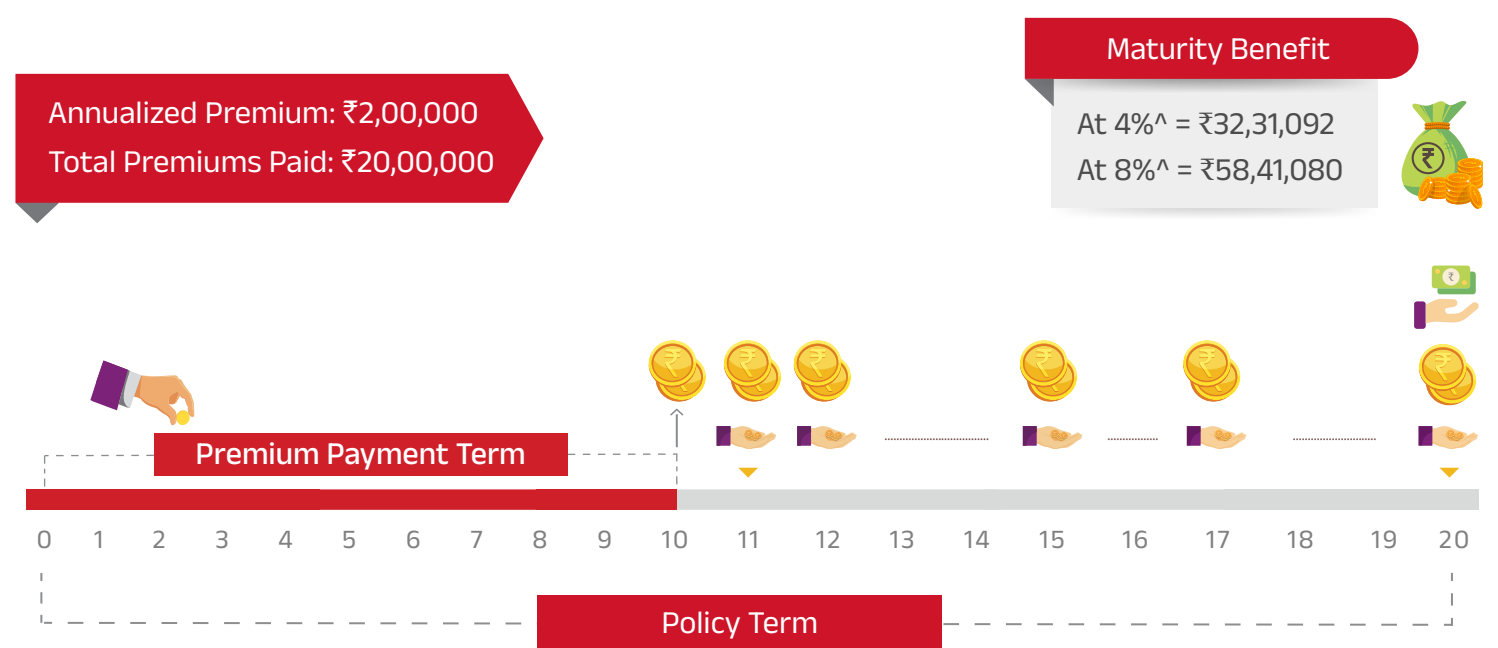 Maturity Benefit
Annualized Premium: ₹2,00,000
Total Premiums Paid: ₹20,00,000
At 4%^ = ₹32,31,092
At 8%^ = ₹58,41,080
₹
₹
₹
₹
₹
₹
₹
₹
Premium Payment Term
0 1 2 3 4 5 6 7 8 9 10 11 12 13 14 15 16 17 18 19 20
Policy Term